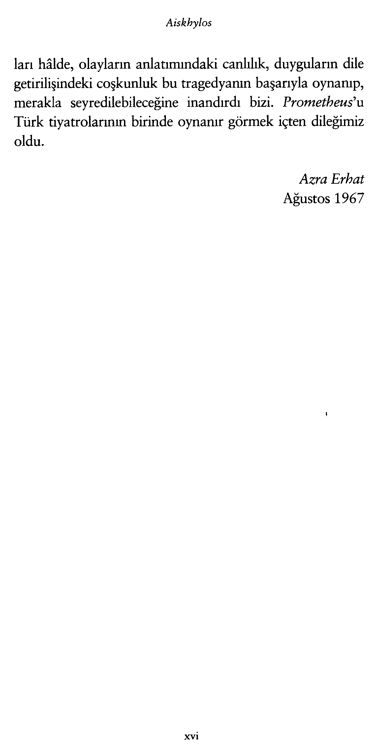 Aiskhylos
ları hâlde, olayların anlatımındaki canlılık, duyguların dile
getirilişindeki coşkunluk bu tragedyanın başarıyla oynanıp,
merakla seyredilebileceğine inandırdı bizi. Prometheus'u
Türk tiyatrolarının birinde oynanır görmek içten dileğimiz
oldu.
Azra Erhat
Ağustos 1967
xvi